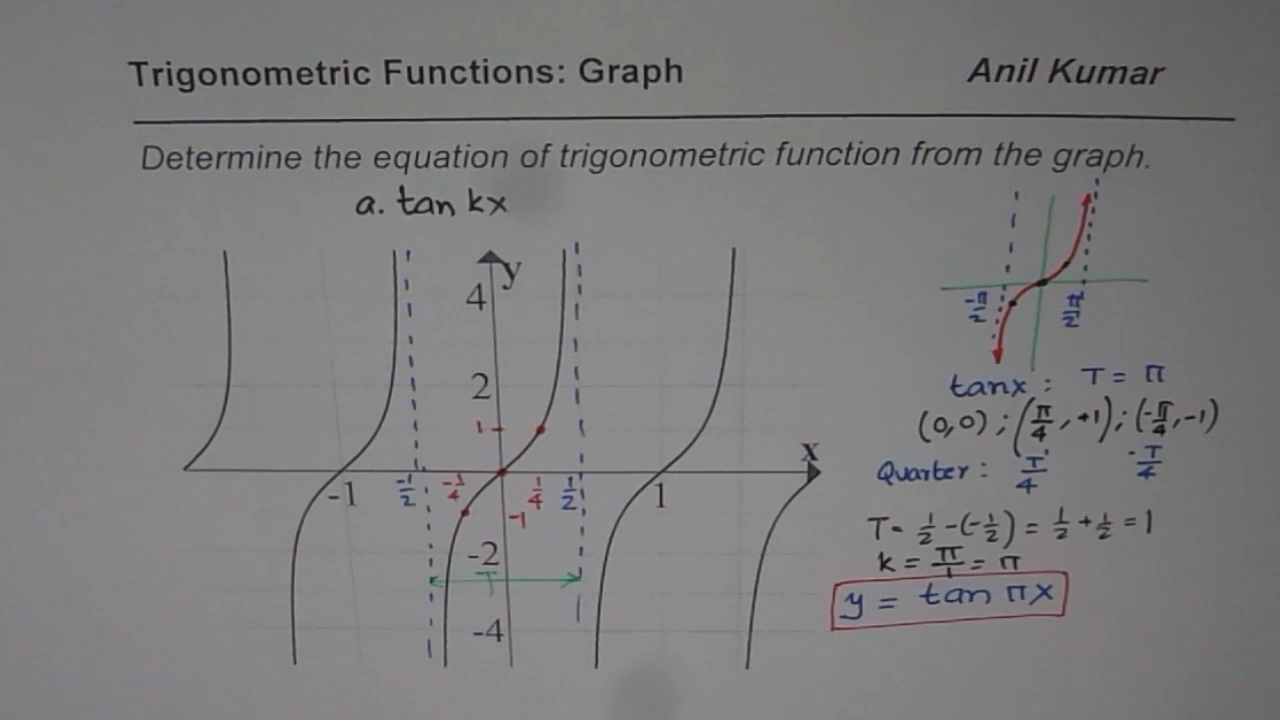 Trigonometric Functions: Graph Anil Kumar
Determine the equation of trigonometric function from the graph.
a. tan kx
y
4
2
1
x
-1 -1/2 -1/4 1/4 1/2 1
-1
-2
T
-4
-π/2 π/2
tanx : T = π
(0,0) ; (π/4, +1) ; (-π/4, -1)
Quarter : T/4 -T/4
T = 1/2 - (-1/2) = 1/2 + 1/2 = 1
k = π/1 = π
y = tan πx